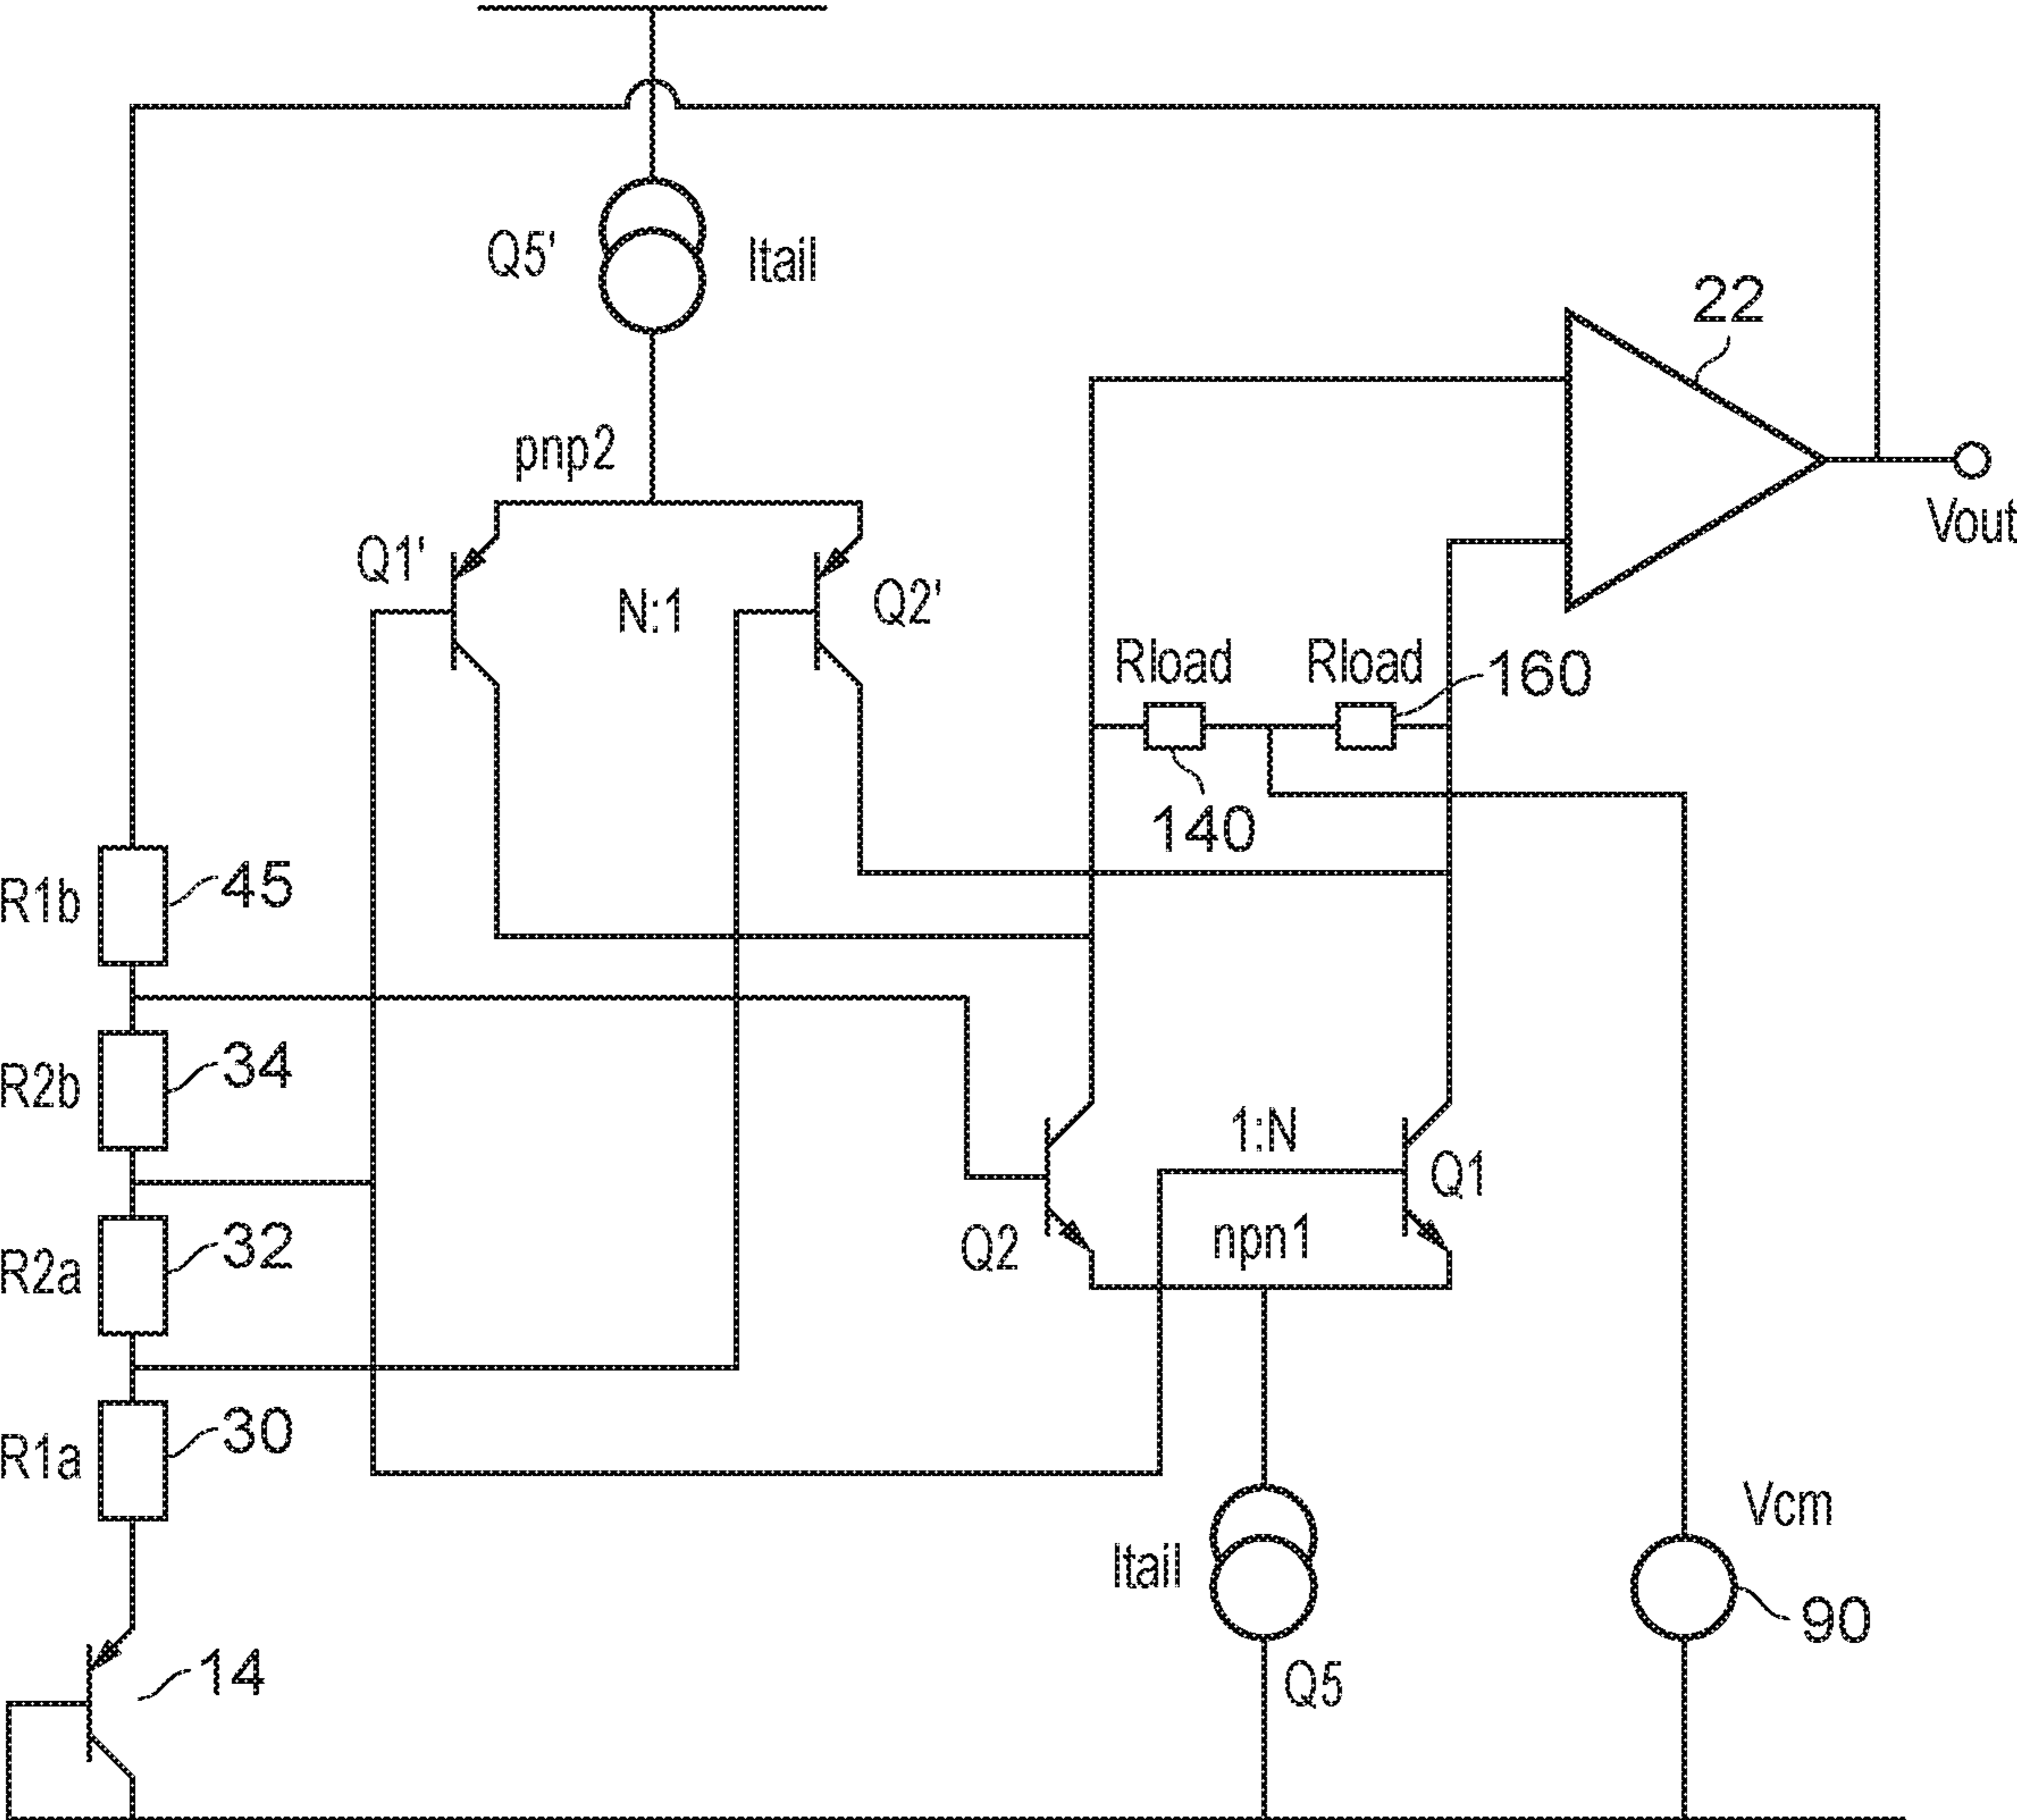 Q5'
Itail
22
pnp2
Vout
Q1'
N:1
Q2'
Rload
Rload
160
140
R1b
45
R2b
34
1:N
Q1
R2a
32
Q2
npn1
R1a
30
Vcm
Itail
90
14
Q5